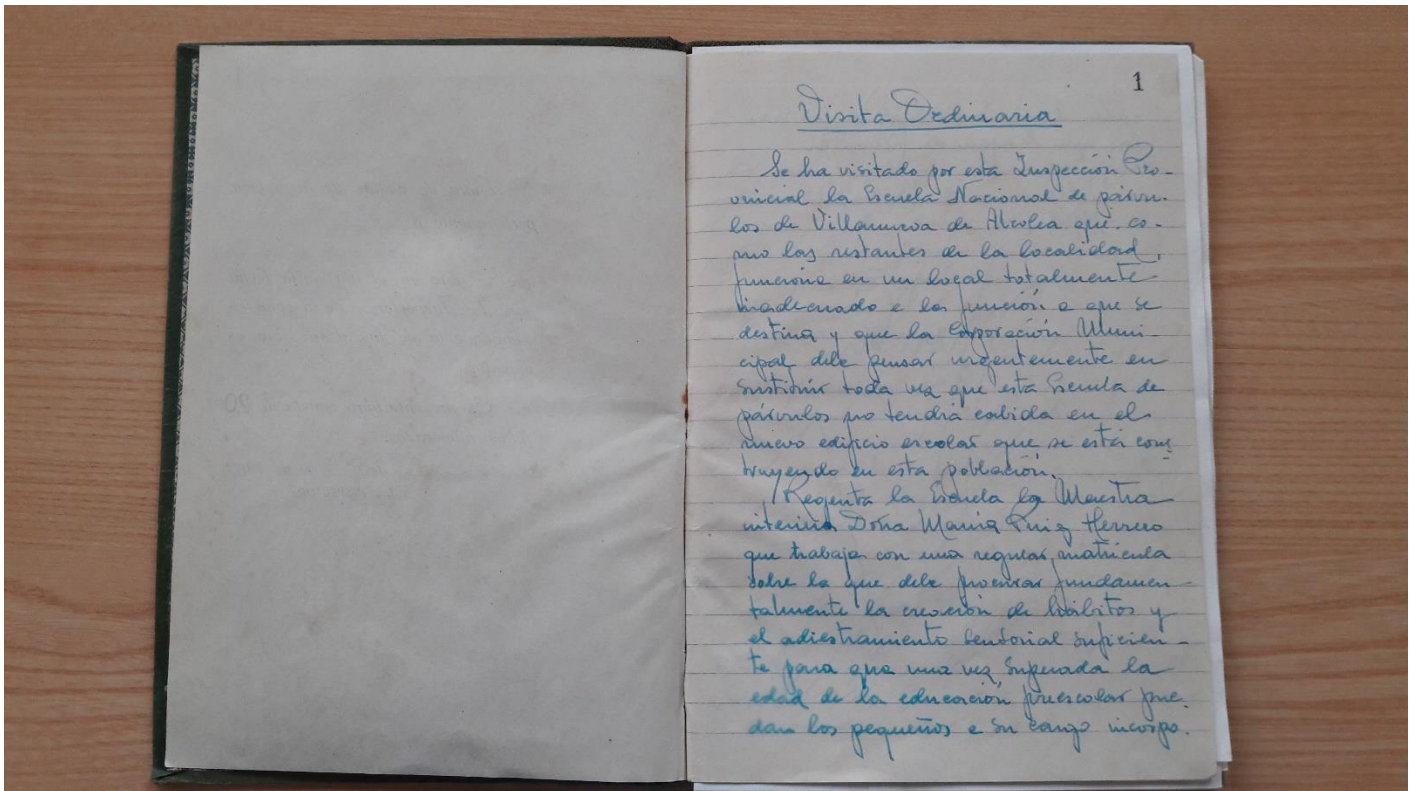 1
Visita Ordinaria
Se ha visitado por esta Inspección Pro-
vincial la Escuela Nacional de párvu-
los de Villanueva de Alcolea que, co-
mo las restantes de la localidad,
funciona en un local totalmente
inadecuado a la función a que se
destina y que la Corporación Muni-
cipal debe pensar urgentemente en
sustituir toda vez que esta Escuela de
párvulos no tendrá cabida en el
nuevo edificio escolar que se está cons
truyendo en esta población.
Regenta la Escuela la Maestra
interina Doña María Puig Herrero
que trabaja con una regular matrícula
sobre la que debe procurar fundamen-
talmente la creación de hábitos y
el adiestramiento sensorial suficien-
te para que una vez superada la
edad de la educación preescolar pue-
dan los pequeños a su cargo incorpo-